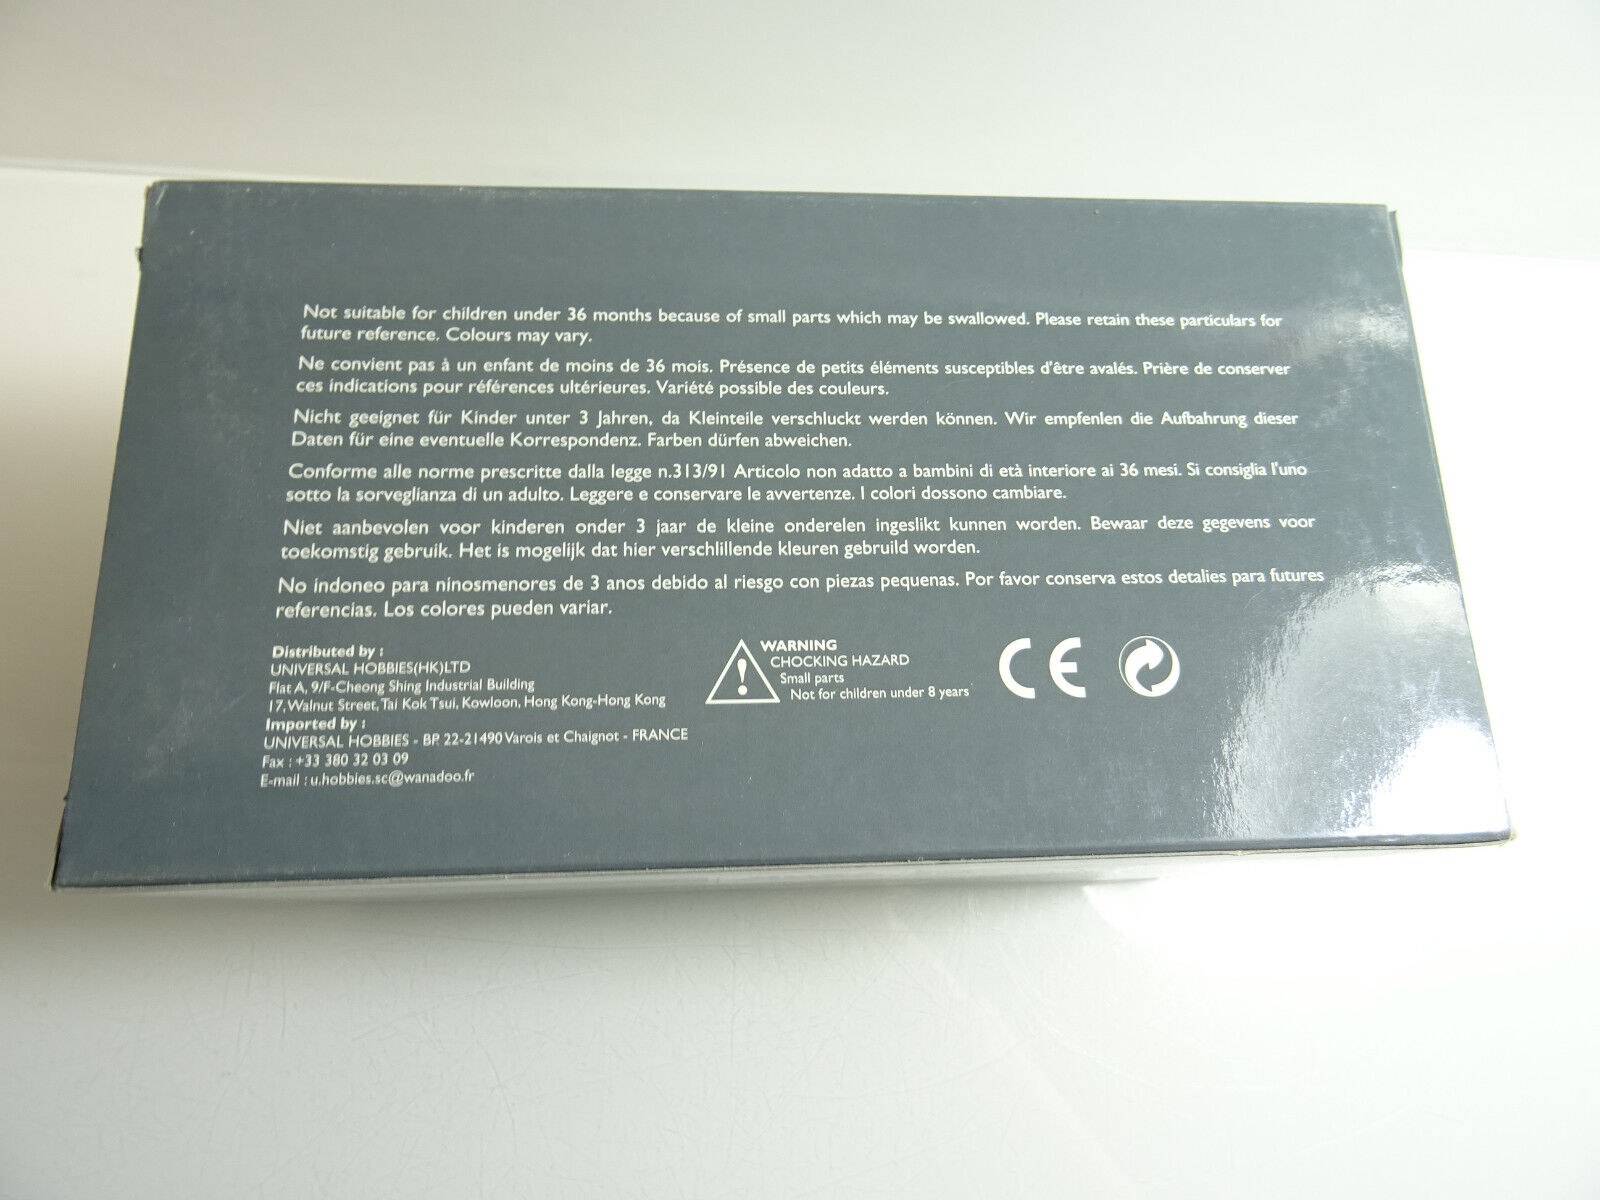 Not suitable for children under 36 months because of small parts which may be swallowed. Please retain these particulars for
future reference. Colours may vary.
Ne convient pas à un enfant de moins de 36 mois. Présence de petits éléments susceptibles d'être avalés. Prière de conserver
ces indications pour références ultérieures. Variété possible des couleurs.
Nicht geeignet für Kinder unter 3 Jahren, da Kleinteile verschluckt werden können. Wir empfenlen die Aufbahrung dieser
Daten für eine eventuelle Korrespondenz. Farben dürfen abweichen.
Conforme alle norme prescritte dalla legge n.313/91 Articolo non adatto a bambini di età interiore ai 36 mesi. Si consiglia l'uno
sotto la sorveglianza di un adulto. Leggere e conservare le avvertenze. I colori dossono cambiare.
Niet aanbevolen voor kinderen onder 3 jaar de kleine onderelen ingeslikt kunnen worden. Bewaar deze gegevens voor
toekomstig gebruik. Het is mogelijk dat hier verschlillende kleuren gebruild worden.
No indoneo para ninosmenores de 3 anos debido al riesgo con piezas pequenas. Por favor conserva estos detalies para futures
referencias. Los colores pueden variar.
Distributed by :
UNIVERSAL HOBBIES(HK)LTD
Flat A, 9/F-Cheong Shing Industrial Building
17, Walnut Street, Tai Kok Tsui, Kowloon, Hong Kong-Hong Kong
Imported by :
UNIVERSAL HOBBIES - BP. 22-21490 Varois et Chaignot - FRANCE
Fax : +33 380 32 03 09
E-mail : u.hobbies.sc@wanadoo.fr
WARNING
CHOCKING HAZARD
Small parts
Not for children under 8 years
CE